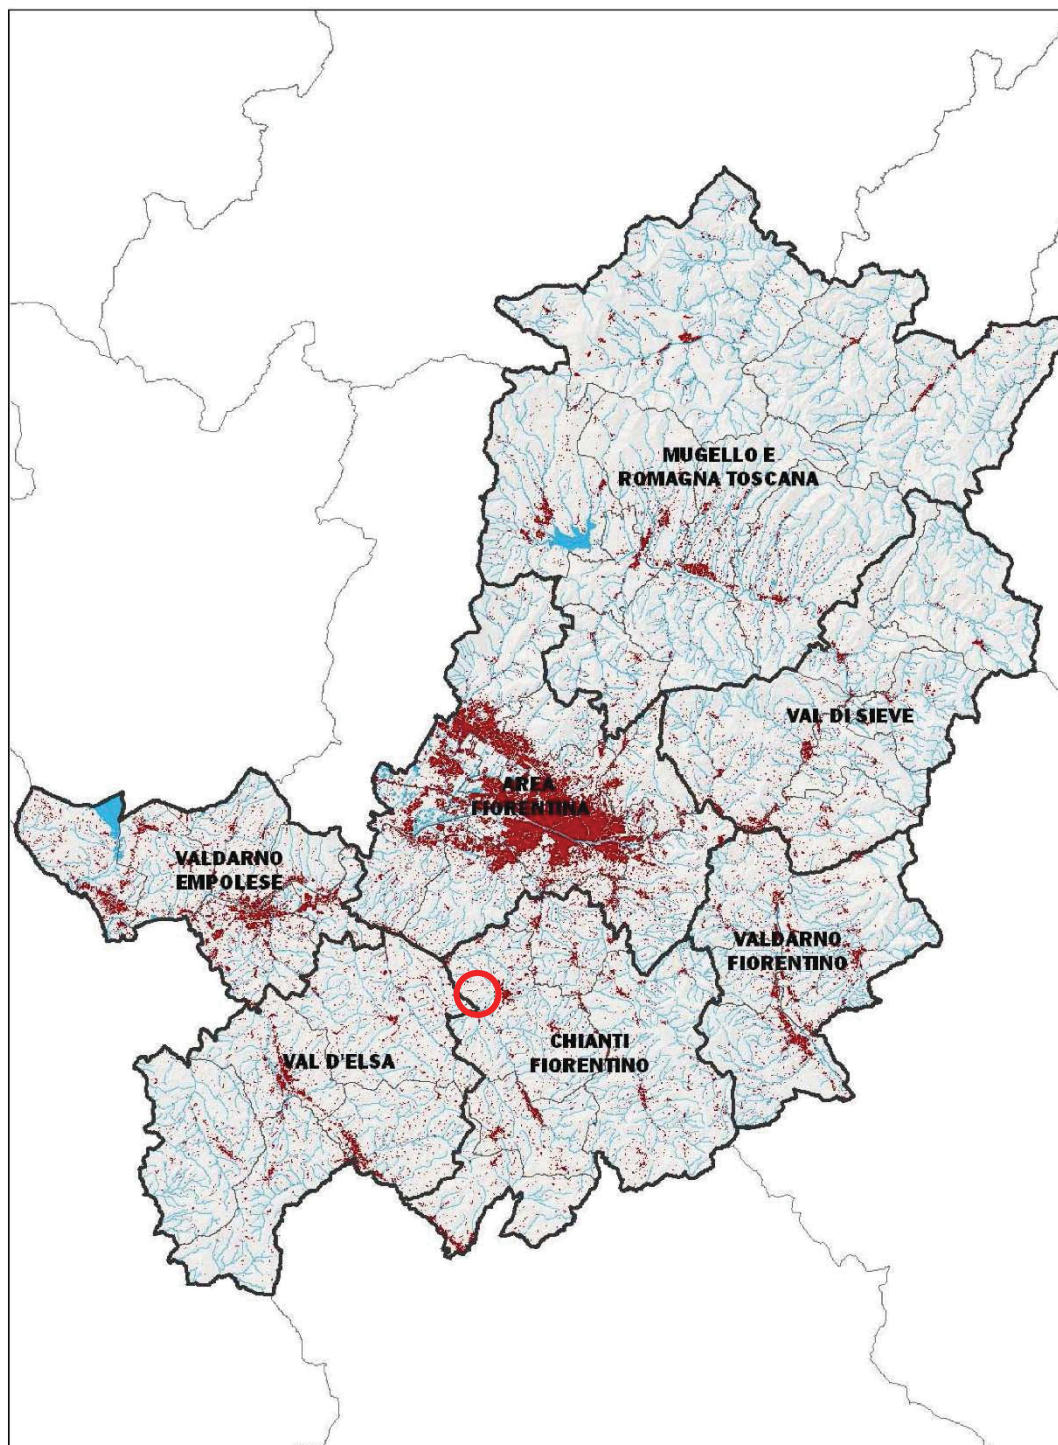 MUGELLO E
ROMAGNA TOSCANA
VAL DI SIEVE
AREA
FIORENTINA
VALDARNO
EMPOLESE
VALDARNO
FIORENTINO
CHIANTI
FIORENTINO
VAL D'ELSA